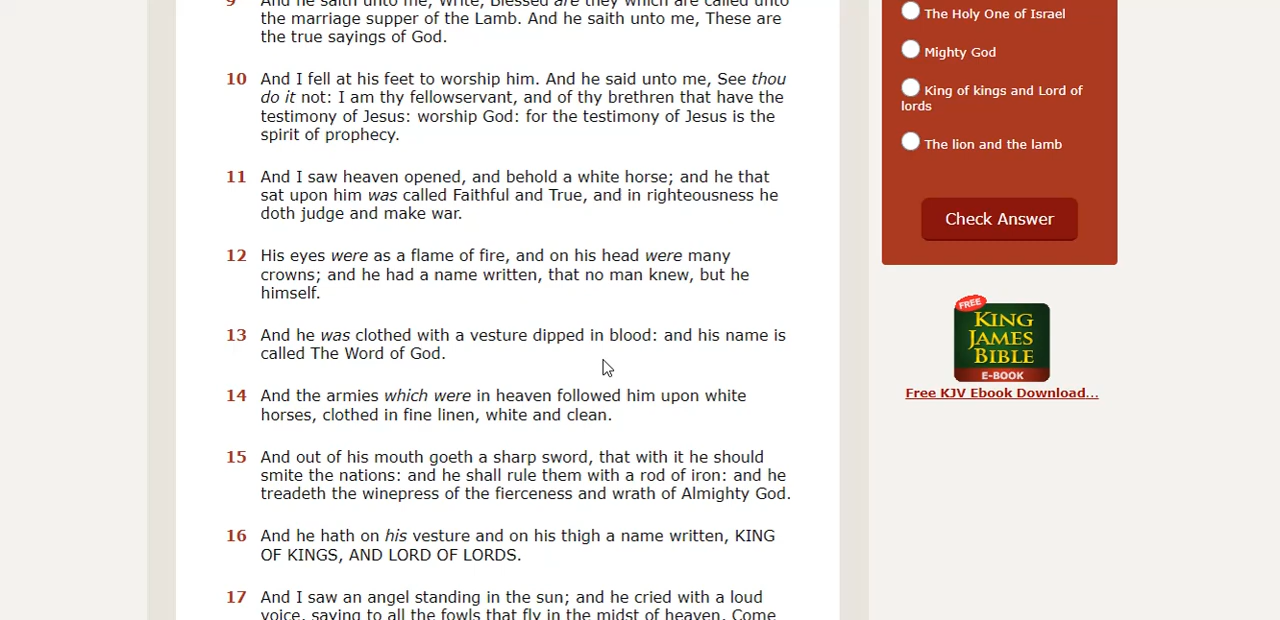 9 And he saith unto me, Write, Blessed are they which are called unto
the marriage supper of the Lamb. And he saith unto me, These are
the true sayings of God.
10 And I fell at his feet to worship him. And he said unto me, See thou
do it not: I am thy fellowservant, and of thy brethren that have the
testimony of Jesus: worship God: for the testimony of Jesus is the
spirit of prophecy.
11 And I saw heaven opened, and behold a white horse; and he that
sat upon him was called Faithful and True, and in righteousness he
doth judge and make war.
12 His eyes were as a flame of fire, and on his head were many
crowns; and he had a name written, that no man knew, but he
himself.
13 And he was clothed with a vesture dipped in blood: and his name is
called The Word of God.
14 And the armies which were in heaven followed him upon white
horses, clothed in fine linen, white and clean.
15 And out of his mouth goeth a sharp sword, that with it he should
smite the nations: and he shall rule them with a rod of iron: and he
treadeth the winepress of the fierceness and wrath of Almighty God.
16 And he hath on his vesture and on his thigh a name written, KING
OF KINGS, AND LORD OF LORDS.
17 And I saw an angel standing in the sun; and he cried with a loud
voice, saying to all the fowls that fly in the midst of heaven, Come
The Holy One of Israel
Mighty God
King of kings and Lord of
lords
The lion and the lamb
Check Answer
FREE
KING
JAMES
BIBLE
E-BOOK
Free KJV Ebook Download...